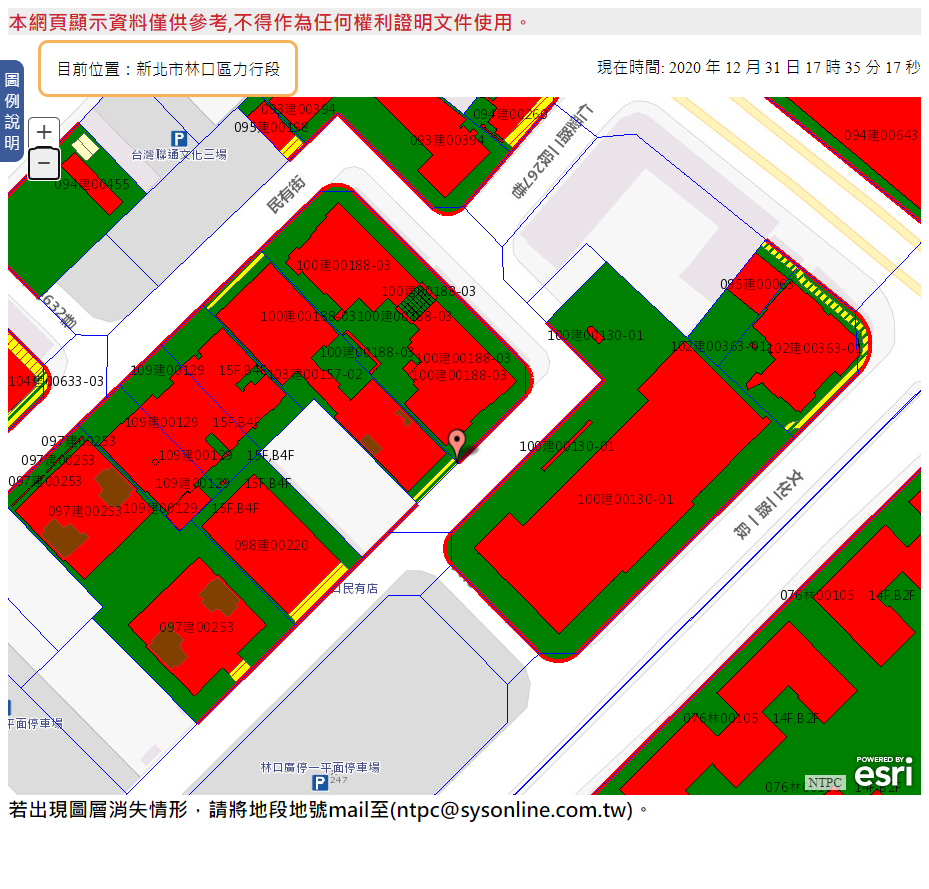 本網頁顯示資料僅供參考,不得作為任何權利證明文件使用。
目前位置：新北市林口區力行段
現在時間: 2020 年 12 月 31 日 17 時 35 分 17 秒
圖例說明
+
−
093建00394
095建00198
台灣聯通文化三場
094建00260
093建00394
仁愛路二段267巷
094建00643
094建00455
民有街
632巷
100建00188-03
100建00188-03
095建00063
100建00188-03
100建00188-03
100建00130-01
100建00188-03
100建00188-03
102建00363-01
102建00363-01
109建00129 15F,B4F
103建00157-02
100建00188-03
104建00633-03
109建00129 15F,B4F
097建00253
097建00253
109建00129 15F,B4F
100建00130-01
097建00253
109建00129 15F,B4F
100建00130-01
097建00253
109建00129 15F,B4F
文化三路一段
098建00220
口民有店
076林00105 14F,B2F
097建00253
平面停車場
076林00105 14F,B2F
林口廣停一平面停車場
247
POWERED BY
esri
NTPC
076林00105 14F,B2F
若出現圖層消失情形，請將地段地號mail至(ntpc@sysonline.com.tw)。